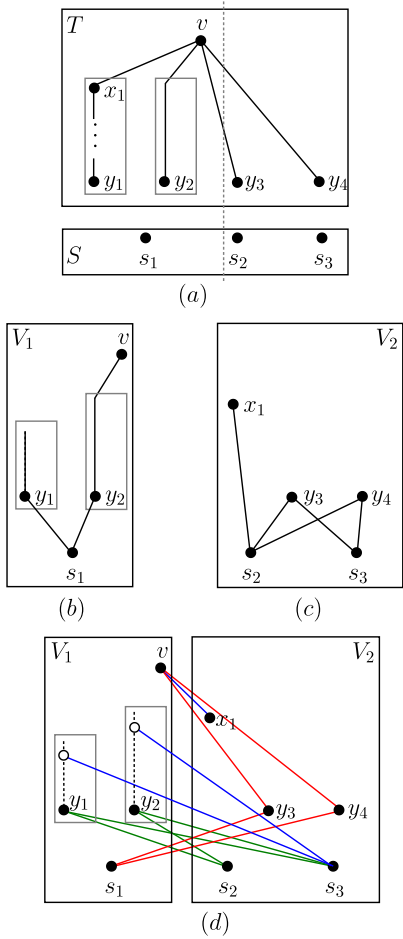 T
v
x₁
y₁ y₂ y₃ y₄
S
s₁ s₂ s₃
(a)
V₁ v V₂
x₁
y₁ y₂ y₃ y₄
s₁ s₂ s₃
(b) (c)
V₁ v V₂
x₁
y₁ y₂ y₃ y₄
s₁ s₂ s₃
(d)